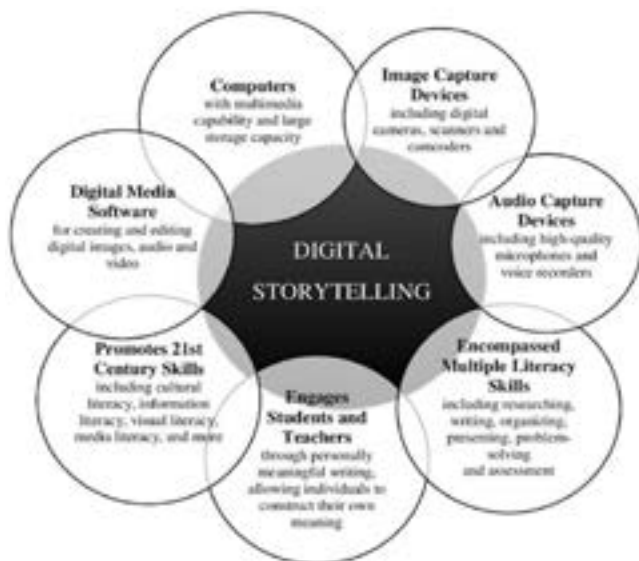 Computers
with multimedia
capability and large
storage capacity
Image Capture
Devices
including digital
cameras, scanners and
camcoders
Audio Capture
Devices
including high-quality
microphones and
voice recorders
Encompassed
Multiple Literacy
Skills
including researching,
writing, organizing,
presenting, problem-
solving
and assessment
Engages
Students and
Teachers
through personally
meaningful writing,
allowing individuals to
construct their own
meaning
Promotes 21st
Century Skills
including cultural
literacy, information
literacy, visual literacy,
media literacy, and more
Digital Media
Software
for creating and editing
digital images, audio and
video
DIGITAL
STORYTELLING